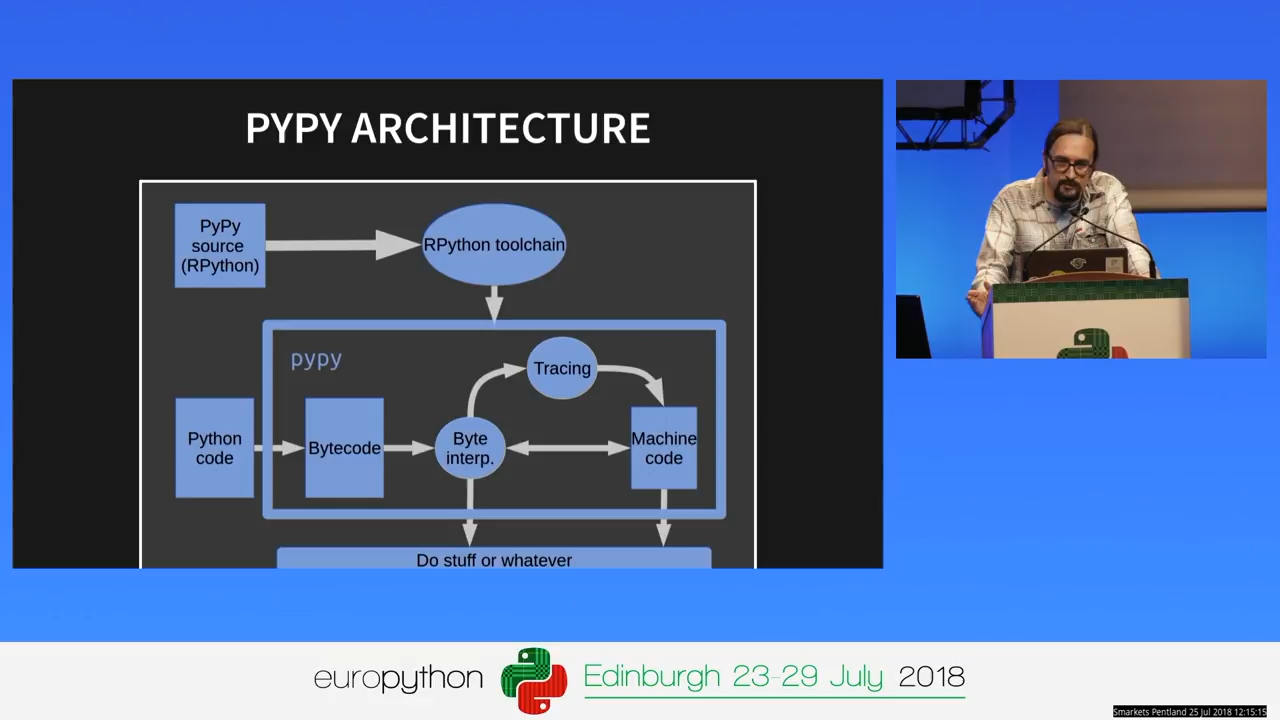 PYPY ARCHITECTURE
PyPy
source
(RPython)
RPython toolchain
pypy
Tracing
Python
code
Bytecode
Byte
interp.
Machine
code
Do stuff or whatever
europython
Edinburgh 23-29 July 2018
Smarkets Pentland 25 Jul 2018 12:15:15